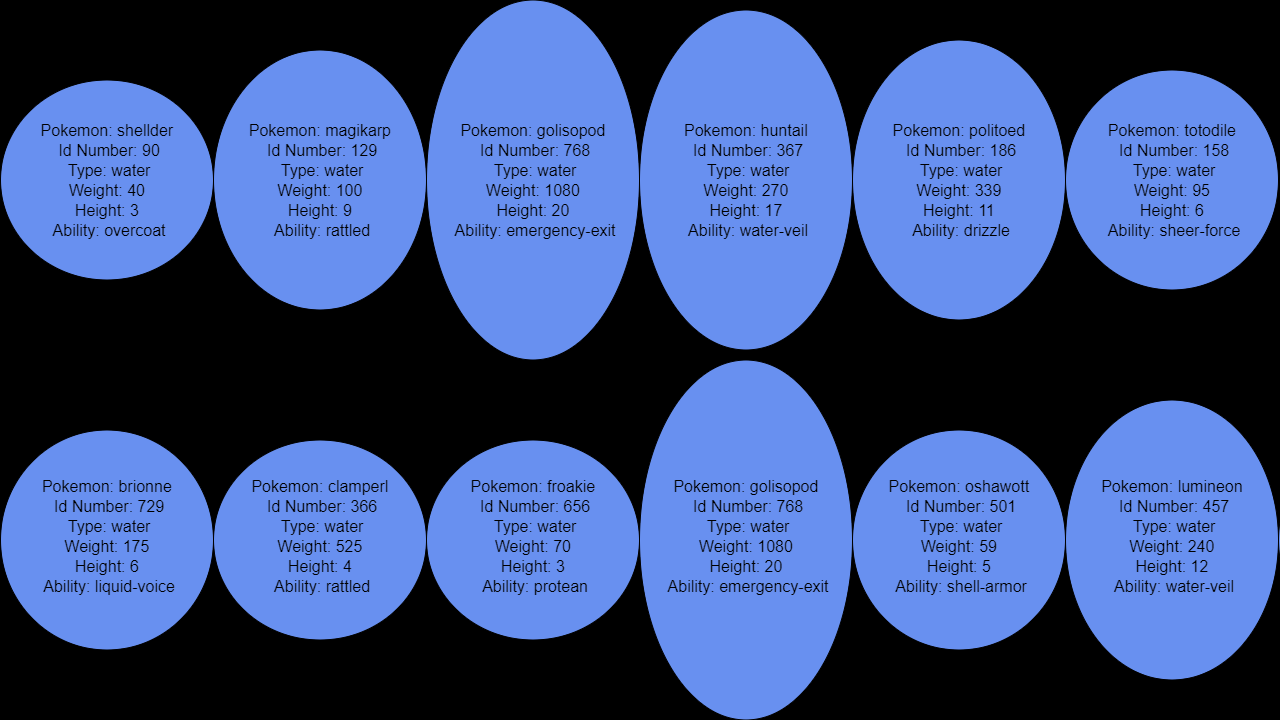 Pokemon: shellder
Id Number: 90
Type: water
Weight: 40
Height: 3
Ability: overcoat
Pokemon: magikarp
Id Number: 129
Type: water
Weight: 100
Height: 9
Ability: rattled
Pokemon: golisopod
Id Number: 768
Type: water
Weight: 1080
Height: 20
Ability: emergency-exit
Pokemon: huntail
Id Number: 367
Type: water
Weight: 270
Height: 17
Ability: water-veil
Pokemon: politoed
Id Number: 186
Type: water
Weight: 339
Height: 11
Ability: drizzle
Pokemon: totodile
Id Number: 158
Type: water
Weight: 95
Height: 6
Ability: sheer-force
Pokemon: brionne
Id Number: 729
Type: water
Weight: 175
Height: 6
Ability: liquid-voice
Pokemon: clamperl
Id Number: 366
Type: water
Weight: 525
Height: 4
Ability: rattled
Pokemon: froakie
Id Number: 656
Type: water
Weight: 70
Height: 3
Ability: protean
Pokemon: golisopod
Id Number: 768
Type: water
Weight: 1080
Height: 20
Ability: emergency-exit
Pokemon: oshawott
Id Number: 501
Type: water
Weight: 59
Height: 5
Ability: shell-armor
Pokemon: lumineon
Id Number: 457
Type: water
Weight: 240
Height: 12
Ability: water-veil